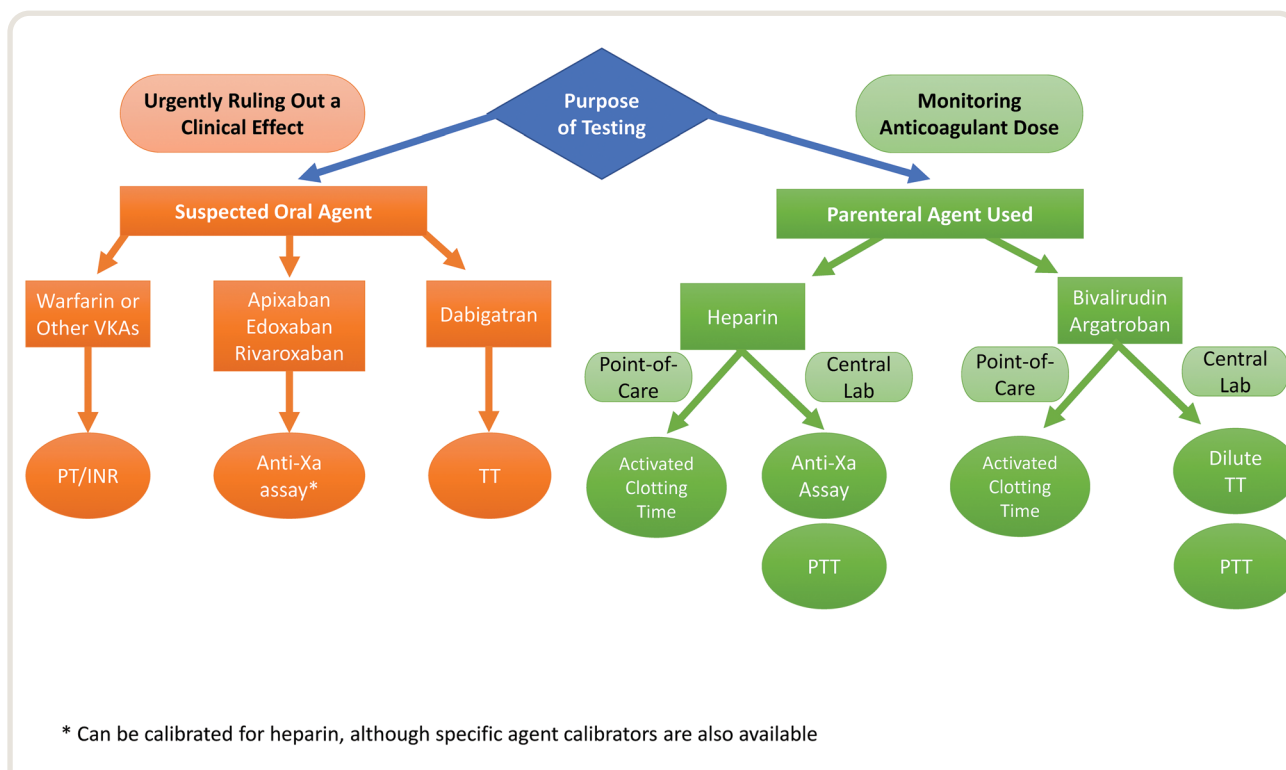 Urgently Ruling Out a
Clinical Effect
Purpose
of Testing
Monitoring
Anticoagulant Dose
Suspected Oral Agent
Parenteral Agent Used
Warfarin or
Other VKAs
Apixaban
Edoxaban
Rivaroxaban
Dabigatran
Heparin
Bivalirudin
Argatroban
Point-of-
Care
Central
Lab
Point-of-
Care
Central
Lab
PT/INR
Anti-Xa
assay*
TT
Activated
Clotting
Time
Anti-Xa
Assay
Activated
Clotting
Time
Dilute
TT
PTT
PTT
* Can be calibrated for heparin, although specific agent calibrators are also available